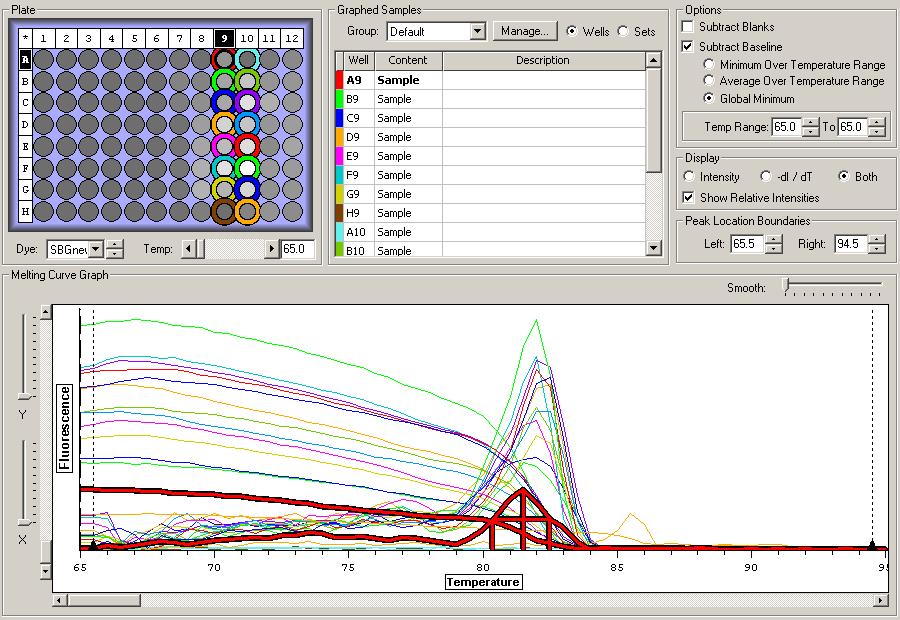 Plate
* 1 2 3 4 5 6 7 8 9 10 11 12
A
B
C
D
E
F
G
H
Dye: SBGnew Temp: 65.0
Graphed Samples
Group: Default Manage... Wells Sets
Well Content Description
A9 Sample
B9 Sample
C9 Sample
D9 Sample
E9 Sample
F9 Sample
G9 Sample
H9 Sample
A10 Sample
B10 Sample
Options
Subtract Blanks
Subtract Baseline
Minimum Over Temperature Range
Average Over Temperature Range
Global Minimum
Temp Range: 65.0 To 65.0
Display
Intensity -dI / dT Both
Show Relative Intensities
Peak Location Boundaries
Left: 65.5 Right: 94.5
Melting Curve Graph
Smooth:
Y
X
Fluorescence
65 70 75 80 85 90 95
Temperature